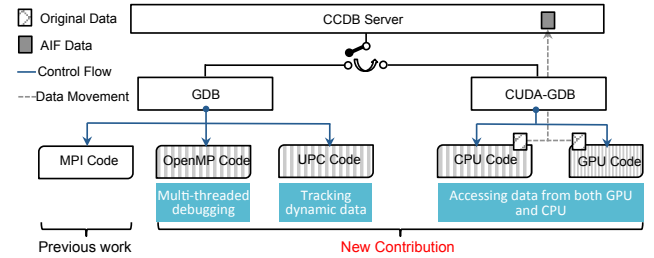 Original Data
AIF Data
Control Flow
Data Movement
CCDB Server
GDB
CUDA-GDB
MPI Code
OpenMP Code
UPC Code
CPU Code
GPU Code
Multi-threaded
debugging
Tracking
dynamic data
Accessing data from both GPU
and CPU
Previous work
New Contribution